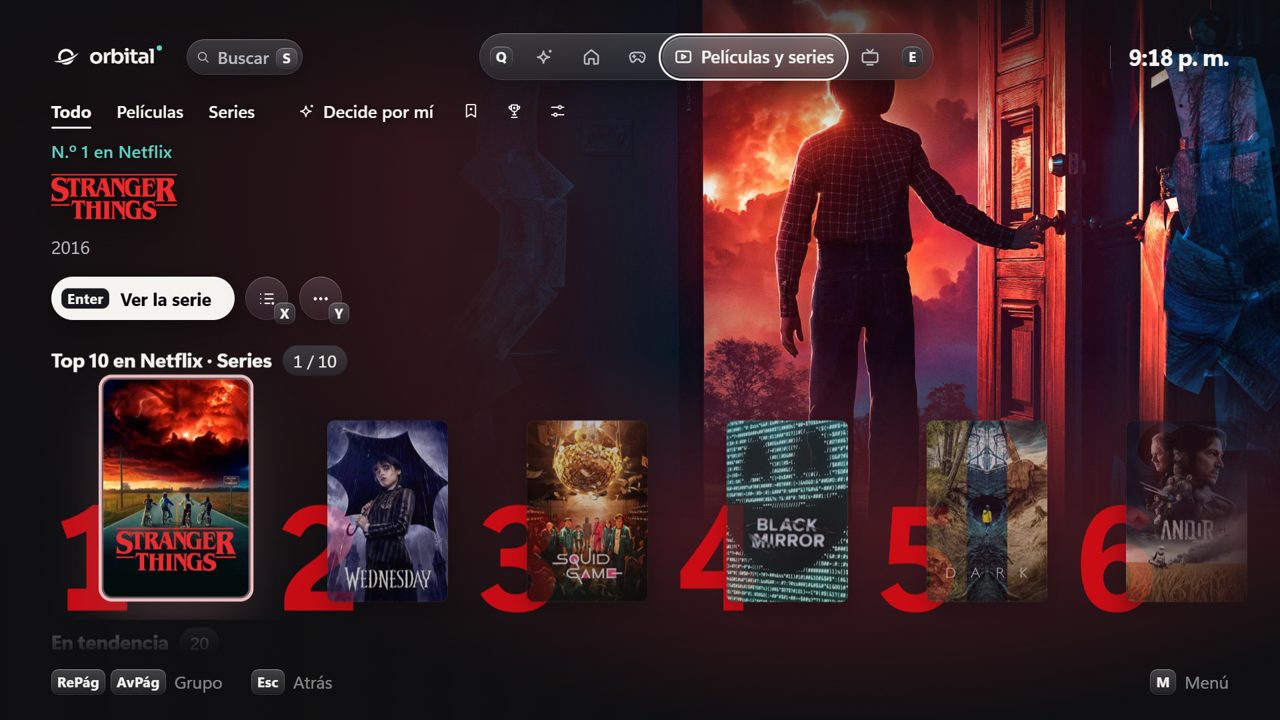 orbital
Buscar S
Q
Películas y series
E
9:18 p. m.
Todo
Películas
Series
Decide por mí
N.º 1 en Netflix
STRANGER
THINGS
2016
Enter Ver la serie
X
Y
Top 10 en Netflix · Series 1 / 10
1
STRANGER
THINGS
2
WEDNESDAY
3
SQUID
GAME
4
BLACK
MIRROR
5
DARK
6
ANDOR
En tendencia 20
RePág AvPág Grupo
Esc Atrás
M Menú